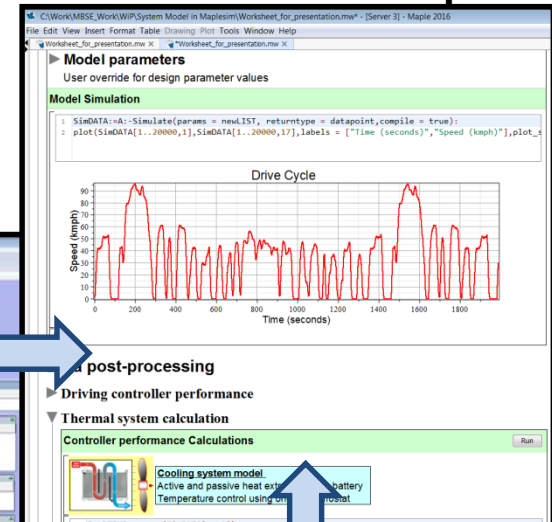 C:\Work\MBSE_Work\WiP\System Model in Maplesim\Worksheet_for_presentation.mw* - [Server 3] - Maple 2016
File Edit View Insert Format Table Drawing Plot Tools Window Help
Worksheet_for_presentation.mw × *Worksheet_for_presentation.mw ×
Model parameters
User override for design parameter values
Model Simulation
1 SimDATA:=A:-Simulate(params = newLIST, returntype = datapoint,compile = true):
2 plot(SimDATA[1..20000,1],SimDATA[1..20000,17],labels = ["Time (seconds)","Speed (kmph)"],plot_s
Drive Cycle
Speed (kmph)
90
80
70
60
50
40
30
20
10
0
0 200 400 600 800 1000 1200 1400 1600 1800
Time (seconds)
post-processing
Driving controller performance
Thermal system calculation
Controller performance Calculations
Run
Cooling system model
Active and passive heat battery
Temperature control using